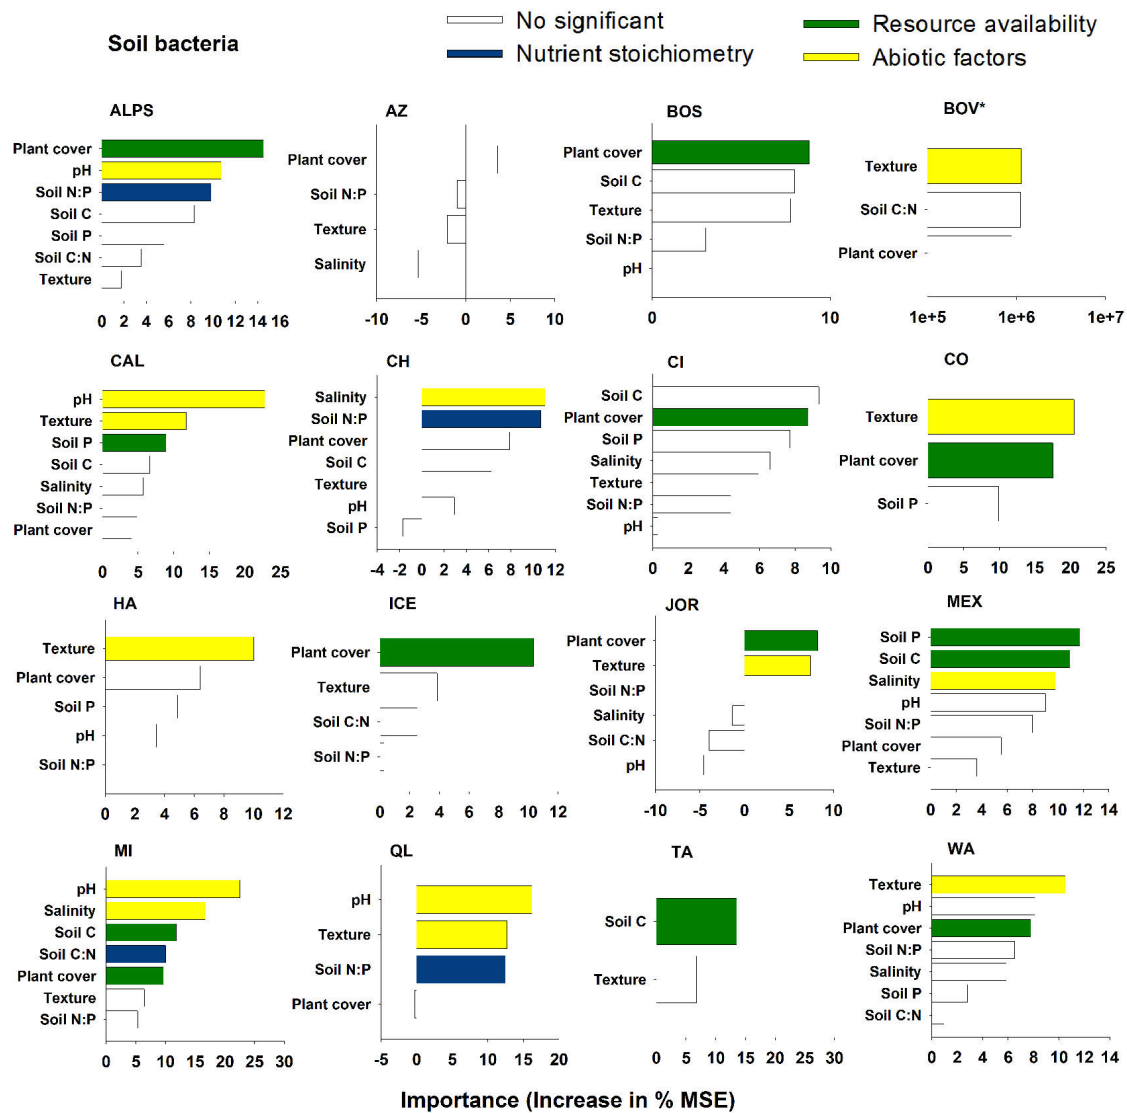 Soil bacteria
No significant
Resource availability
Nutrient stoichiometry
Abiotic factors
ALPS
Plant cover
pH
Soil N:P
Soil C
Soil P
Soil C:N
Texture
0 2 4 6 8 10 12 14 16
AZ
Plant cover
Soil N:P
Texture
Salinity
-10 -5 0 5 10
BOS
Plant cover
Soil C
Texture
Soil N:P
pH
0 10
BOV*
Texture
Soil C:N
Plant cover
1e+5 1e+6 1e+7
CAL
pH
Texture
Soil P
Soil C
Salinity
Soil N:P
Plant cover
0 5 10 15 20 25
CH
Salinity
Soil N:P
Plant cover
Soil C
Texture
pH
Soil P
-4 -2 0 2 4 6 8 10 12
CI
Soil C
Plant cover
Soil P
Salinity
Texture
Soil N:P
pH
0 2 4 6 8 10
CO
Texture
Plant cover
Soil P
0 5 10 15 20 25
HA
Texture
Plant cover
Soil P
pH
Soil N:P
0 2 4 6 8 10 12
ICE
Plant cover
Texture
Soil C:N
Soil N:P
0 2 4 6 8 10 12
JOR
Plant cover
Texture
Soil N:P
Salinity
Soil C:N
pH
-10 -5 0 5 10
MEX
Soil P
Soil C
Salinity
pH
Soil N:P
Plant cover
Texture
0 2 4 6 8 10 12 14
MI
pH
Salinity
Soil C
Soil C:N
Plant cover
Texture
Soil N:P
0 5 10 15 20 25 30
QL
pH
Texture
Soil N:P
Plant cover
-5 0 5 10 15 20
TA
Soil C
Texture
0 5 10 15 20 25 30
WA
Texture
pH
Plant cover
Soil N:P
Salinity
Soil P
Soil C:N
0 2 4 6 8 10 12 14
Importance (Increase in % MSE)